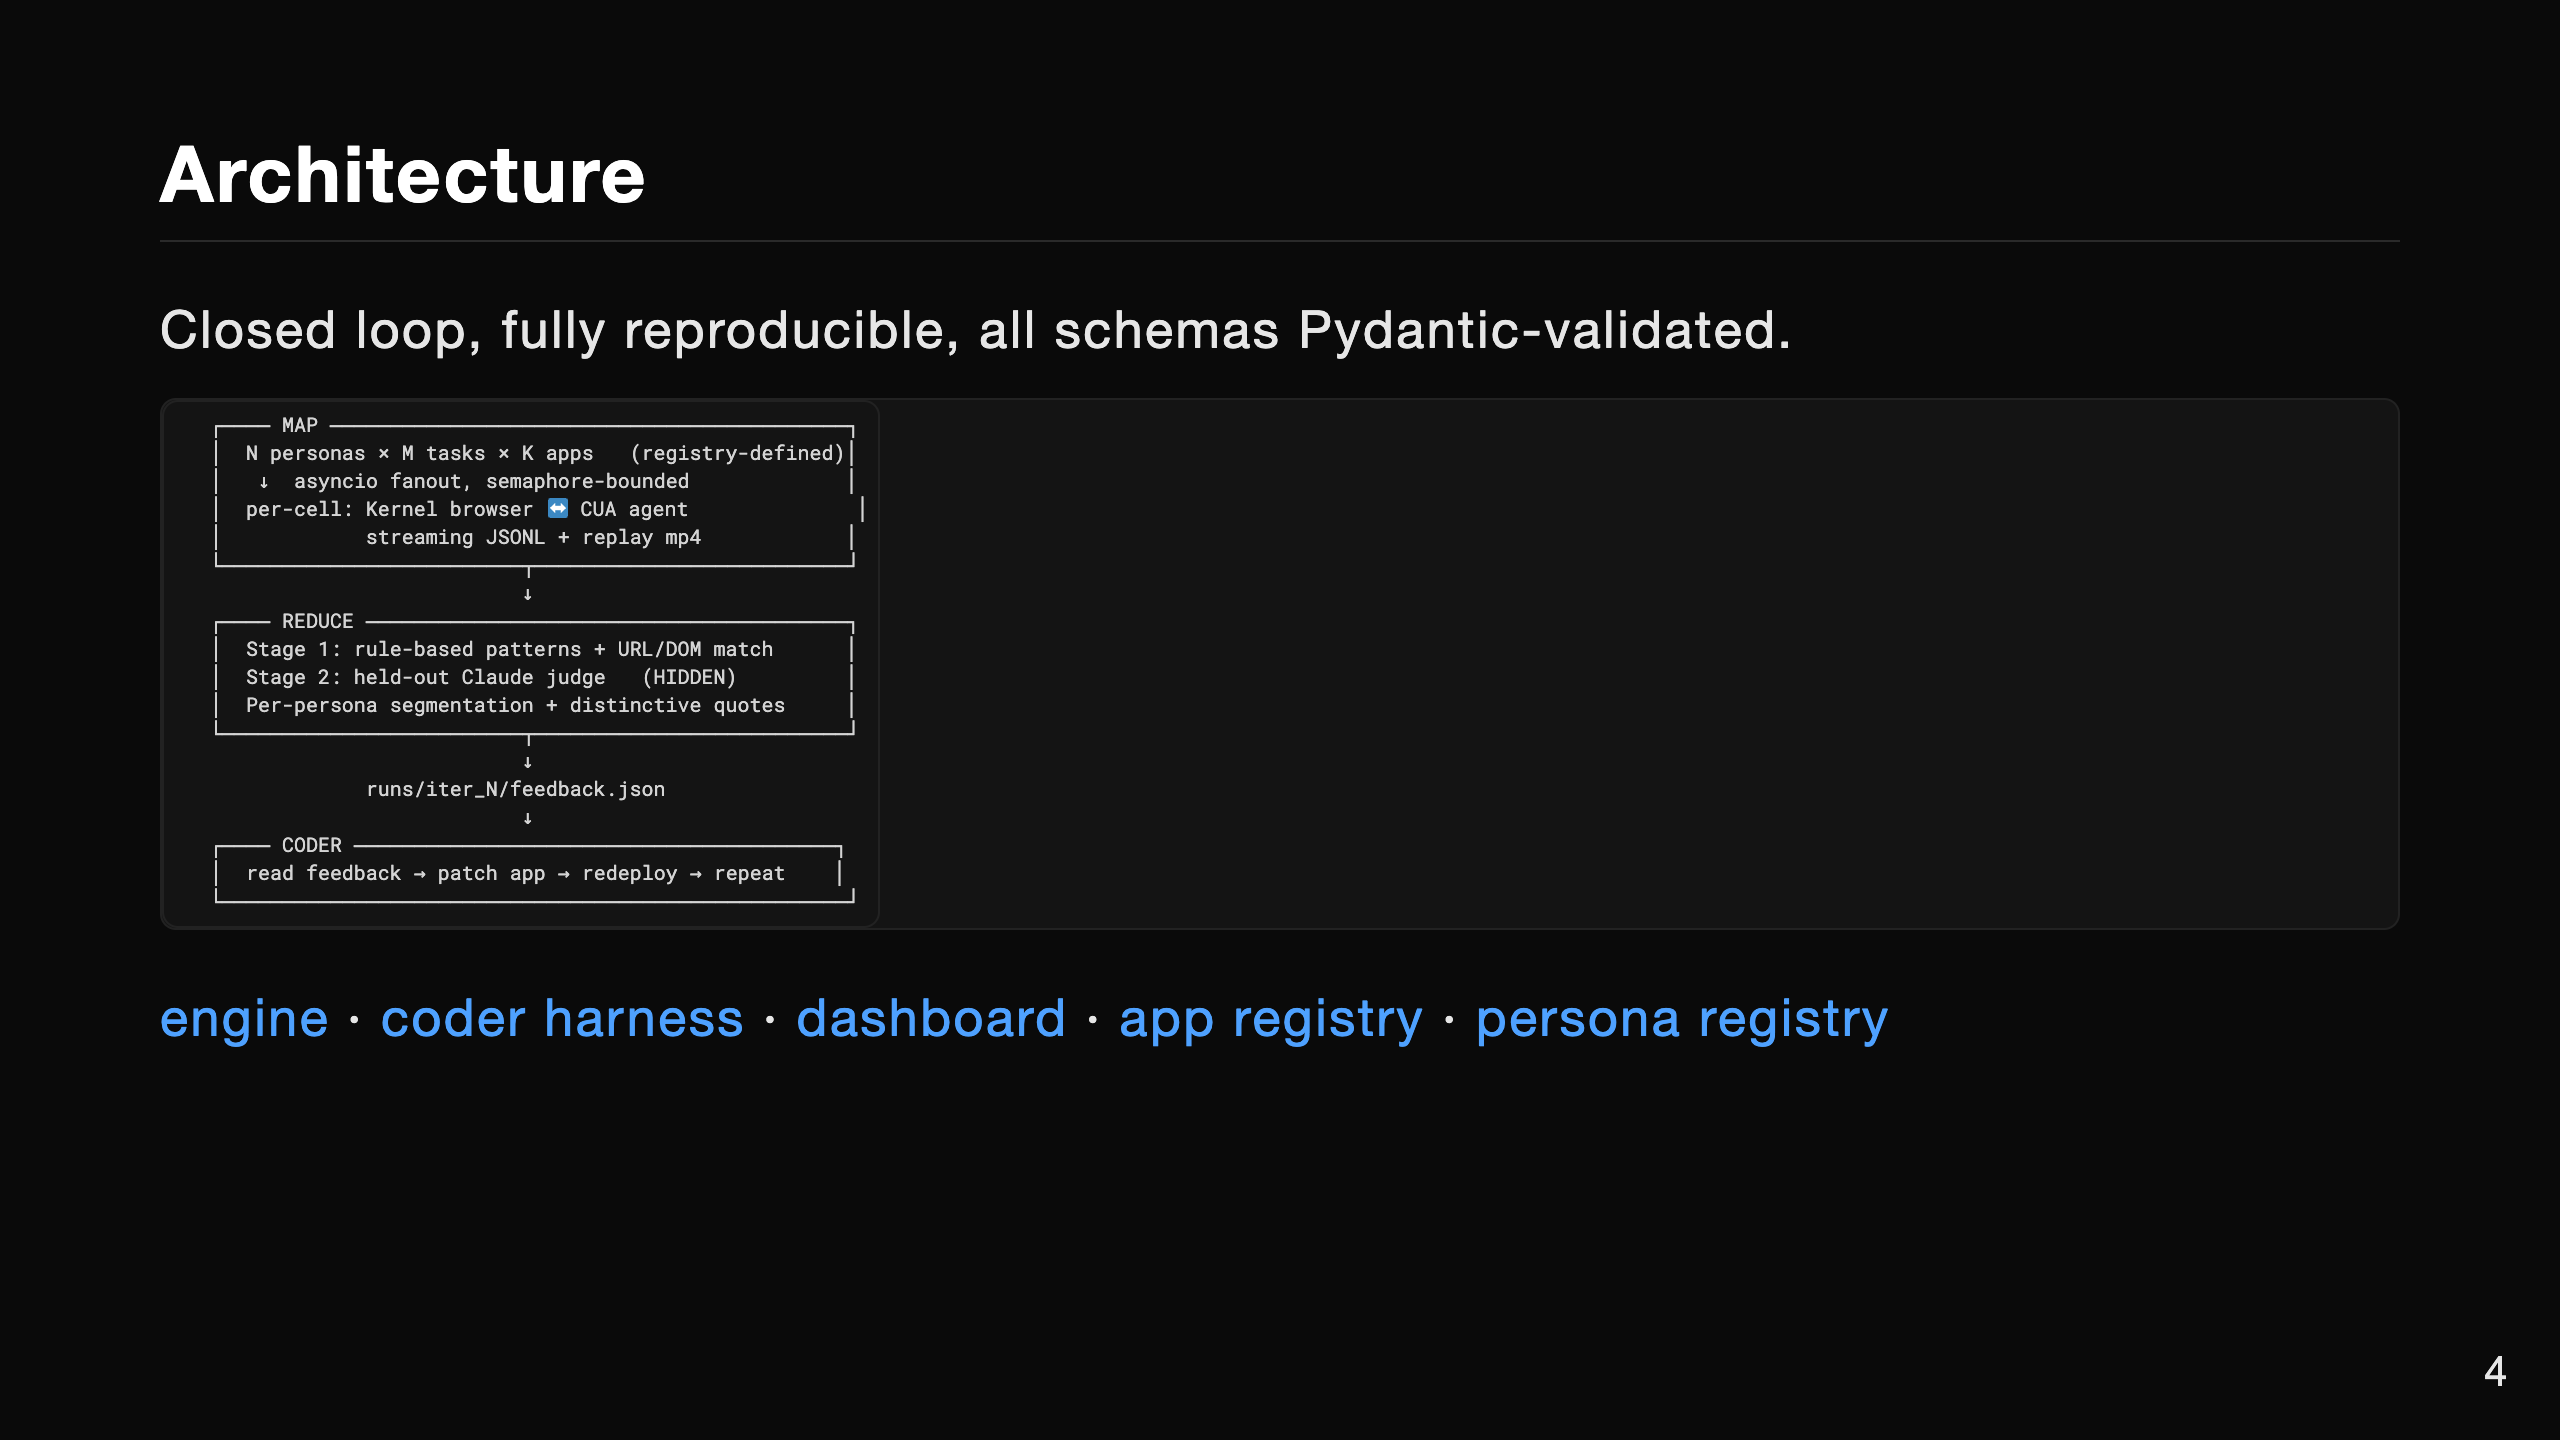 Architecture
Closed loop, fully reproducible, all schemas Pydantic-validated.
MAP
N personas × M tasks × K apps   (registry-defined)
↓  asyncio fanout, semaphore-bounded
per-cell: Kernel browser ↔️ CUA agent
streaming JSONL + replay mp4
↓
REDUCE
Stage 1: rule-based patterns + URL/DOM match
Stage 2: held-out Claude judge   (HIDDEN)
Per-persona segmentation + distinctive quotes
↓
runs/iter_N/feedback.json
↓
CODER
read feedback → patch app → redeploy → repeat
engine · coder harness · dashboard · app registry · persona registry
4